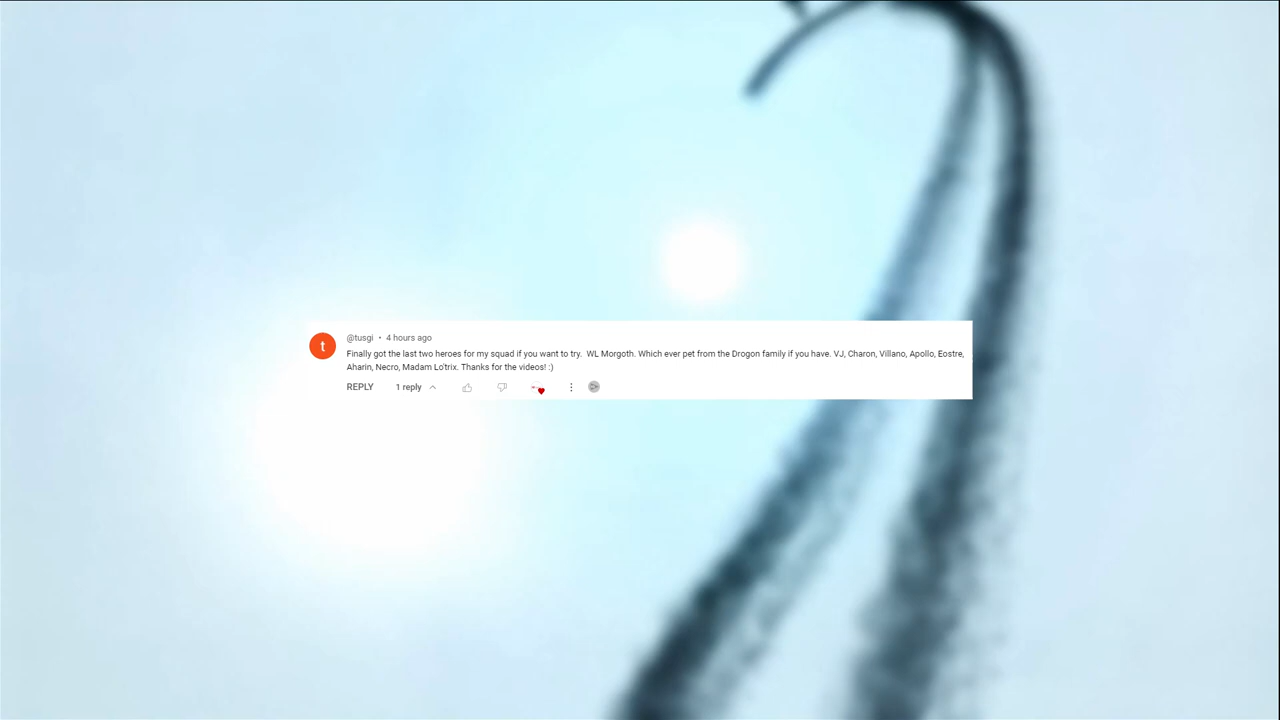 t
@tusgi • 4 hours ago
Finally got the last two heroes for my squad if you want to try.  WL Morgoth. Which ever pet from the Drogon family if you have. VJ, Charon, Villano, Apollo, Eostre,
Aharin, Necro, Madam Lo'trix. Thanks for the videos! :)
REPLY 1 reply